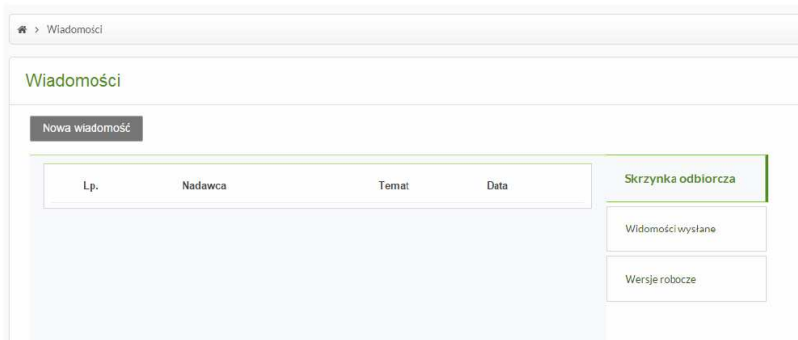 > Wiadomości
Wiadomości
Nowa wiadomość
Lp. Nadawca Temat Data
Skrzynka odbiorcza
Widomości wysłane
Wersje robocze